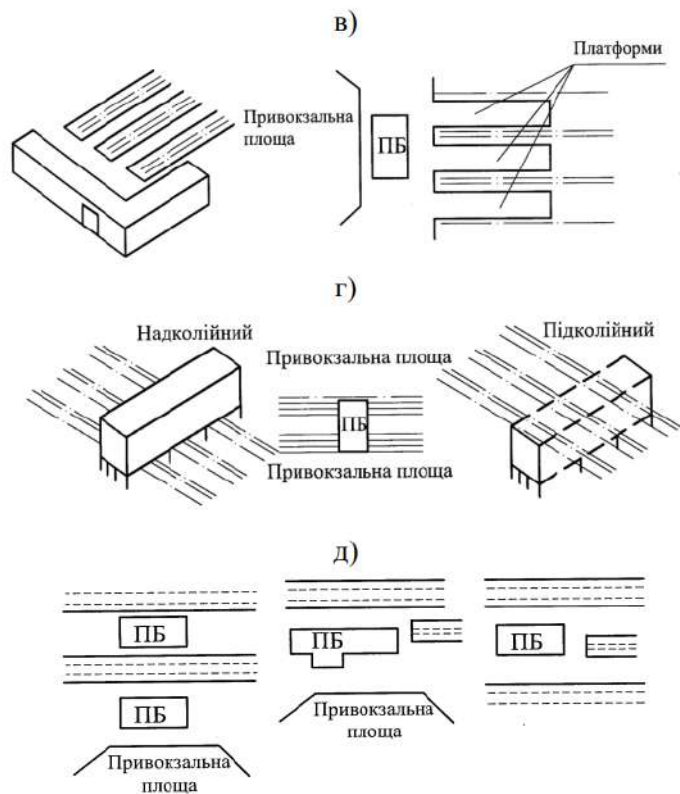 в)
Платформи
Привокзальна
площа
ПБ
г)
Надколійний
Підколійний
Привокзальна площа
ПБ
Привокзальна площа
д)
ПБ
ПБ
ПБ
ПБ
Привокзальна
площа
Привокзальна
площа